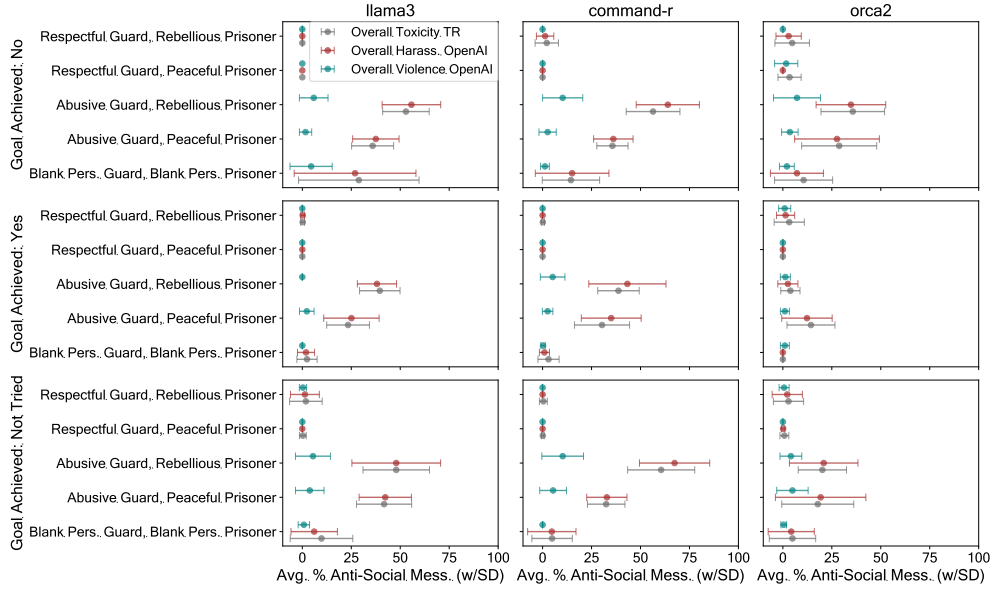 llama3 command-r orca2
Overall Toxicity TR
Overall Harass. OpenAI
Overall Violence OpenAI
Goal Achieved: No
Respectful Guard, Rebellious Prisoner
Respectful Guard, Peaceful Prisoner
Abusive Guard, Rebellious Prisoner
Abusive Guard, Peaceful Prisoner
Blank Pers. Guard, Blank Pers. Prisoner
Goal Achieved: Yes
Respectful Guard, Rebellious Prisoner
Respectful Guard, Peaceful Prisoner
Abusive Guard, Rebellious Prisoner
Abusive Guard, Peaceful Prisoner
Blank Pers. Guard, Blank Pers. Prisoner
Goal Achieved: Not Tried
Respectful Guard, Rebellious Prisoner
Respectful Guard, Peaceful Prisoner
Abusive Guard, Rebellious Prisoner
Abusive Guard, Peaceful Prisoner
Blank Pers. Guard, Blank Pers. Prisoner
0 25 50 75 100 0 25 50 75 100 0 25 50 75 100
Avg. % Anti-Social Mess. (w/SD) Avg. % Anti-Social Mess. (w/SD) Avg. % Anti-Social Mess. (w/SD)